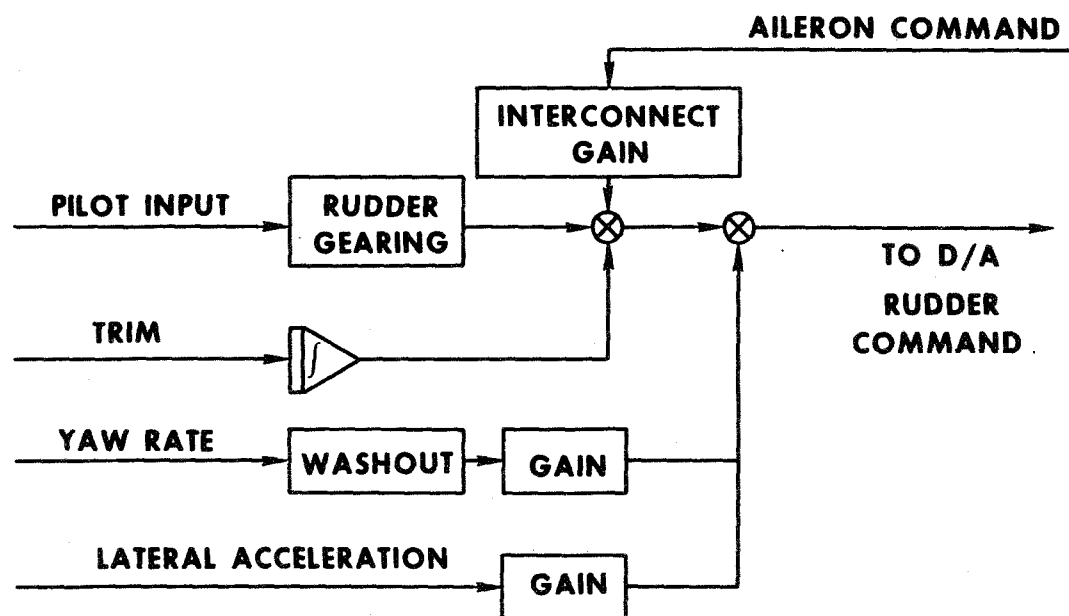 AILERON COMMAND
INTERCONNECT
GAIN
PILOT INPUT
RUDDER
GEARING
TO D/A
RUDDER
COMMAND
TRIM
∫
YAW RATE
WASHOUT
GAIN
LATERAL ACCELERATION
GAIN